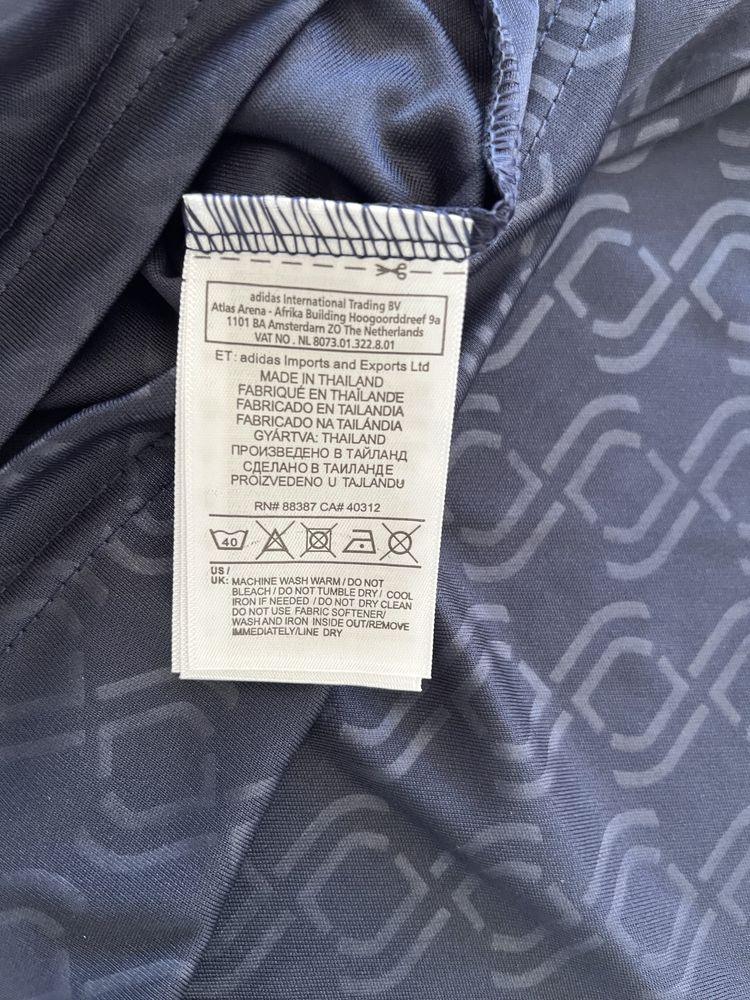 adidas International Trading BV
Atlas Arena - Afrika Building Hoogoorddreef 9a
1101 BA Amsterdam ZO The Netherlands
VAT NO . NL 8073.01.322.8.01
ET: adidas Imports and Exports Ltd
MADE IN THAILAND
FABRIQUÉ EN THAÏLANDE
FABRICADO EN TAILANDIA
FABRICADO NA TAILÂNDIA
GYÁRTVA: THAILAND
ПРОИЗВЕДЕНО В ТАЙЛАНД
СДЕЛАНО В ТАИЛАНДЕ
PROIZVEDENO U TAJLANDU
RN# 88387 CA# 40312
40
US /
UK: MACHINE WASH WARM / DO NOT
BLEACH / DO NOT TUMBLE DRY / COOL
IRON IF NEEDED / DO NOT DRY CLEAN
DO NOT USE FABRIC SOFTENER/
WASH AND IRON INSIDE OUT/REMOVE
IMMEDIATELY/LINE DRY